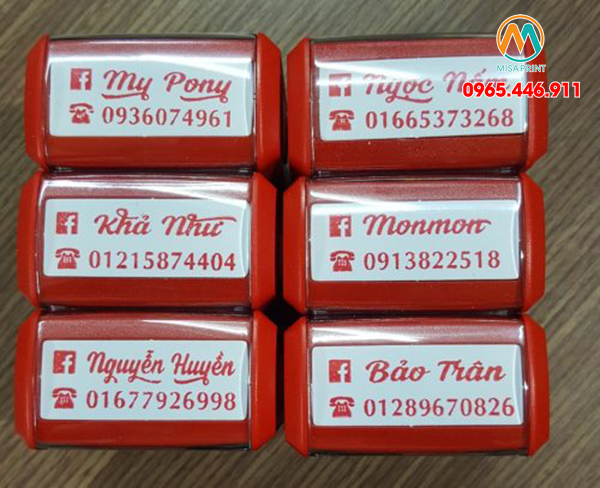 MISAPRINT
0965.446.911
My Pony
0936074961
Ngọc Nấm
01665373268
Khả Như
01215874404
Monmon
0913822518
Nguyễn Huyền
01677926998
Bảo Trân
01289670826